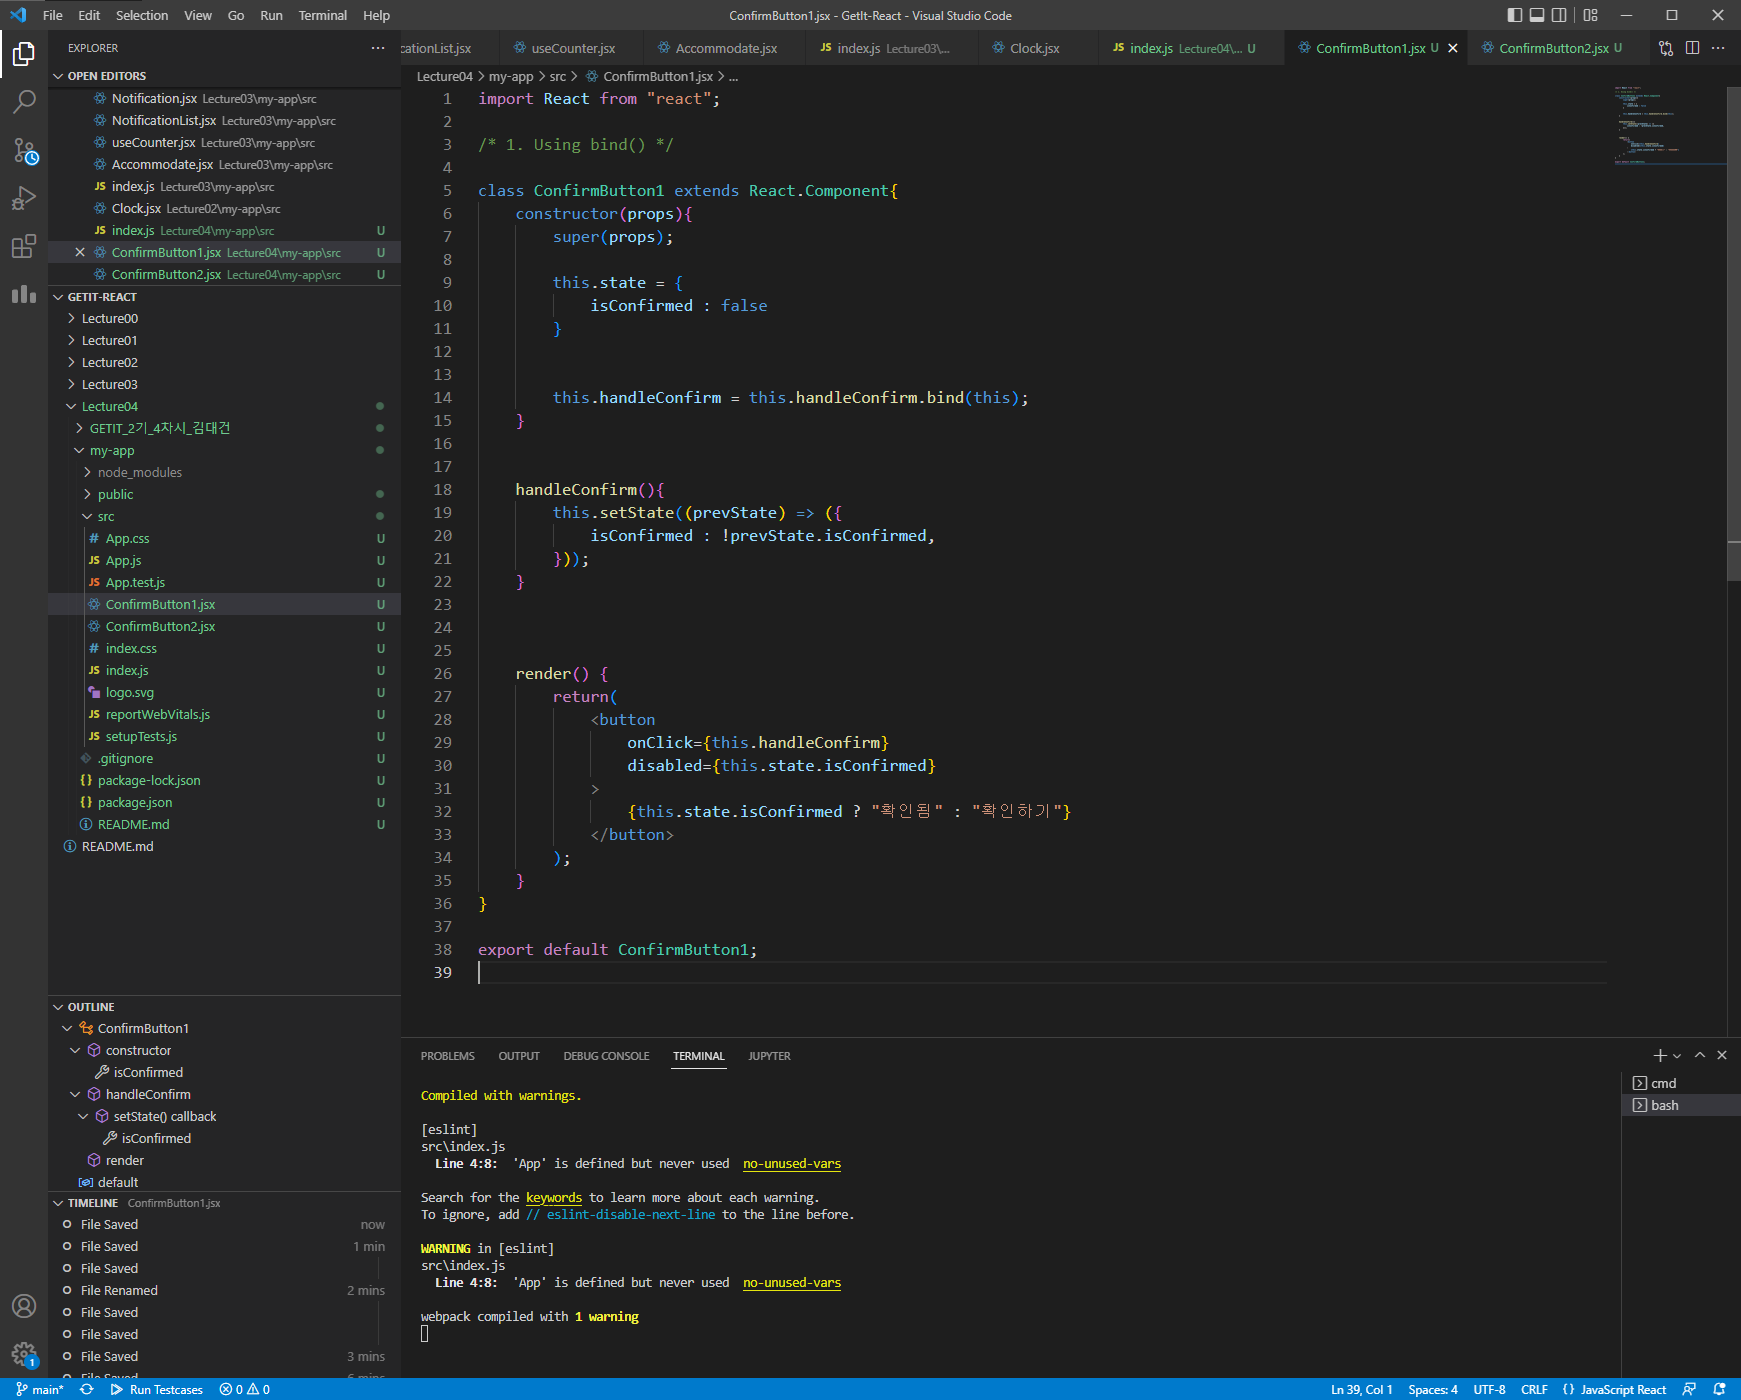 File Edit Selection View Go Run Terminal Help ConfirmButton1.jsx - GetIt-React - Visual Studio Code
EXPLORER
OPEN EDITORS
Notification.jsx Lecture03\my-app\src
NotificationList.jsx Lecture03\my-app\src
useCounter.jsx Lecture03\my-app\src
Accommodate.jsx Lecture03\my-app\src
JS index.js Lecture03\my-app\src
Clock.jsx Lecture02\my-app\src
JS index.js Lecture04\my-app\src U
ConfirmButton1.jsx Lecture04\my-app\src U
ConfirmButton2.jsx Lecture04\my-app\src U
GETIT-REACT
Lecture00
Lecture01
Lecture02
Lecture03
Lecture04
GETIT_2기_4차시_김대건
my-app
node_modules
public
src
# App.css U
JS App.js U
JS App.test.js U
ConfirmButton1.jsx U
ConfirmButton2.jsx U
# index.css U
JS index.js U
logo.svg U
JS reportWebVitals.js U
JS setupTests.js U
.gitignore U
{} package-lock.json U
{} package.json U
README.md U
README.md
OUTLINE
ConfirmButton1
constructor
isConfirmed
handleConfirm
setState() callback
isConfirmed
render
default
TIMELINE ConfirmButton1.jsx
File Saved now
File Saved 1 min
File Saved
File Renamed 2 mins
File Saved
File Saved
File Saved 3 mins
File Saved 6 mins
cationList.jsx useCounter.jsx Accommodate.jsx JS index.js Lecture03\... Clock.jsx JS index.js Lecture04\... U ConfirmButton1.jsx U ConfirmButton2.jsx U
Lecture04 > my-app > src > ConfirmButton1.jsx > ...
1 import React from "react";
2
3 /* 1. Using bind() */
4
5 class ConfirmButton1 extends React.Component{
6 constructor(props){
7 super(props);
8
9 this.state = {
10 isConfirmed : false
11 }
12
13
14 this.handleConfirm = this.handleConfirm.bind(this);
15 }
16
17
18 handleConfirm(){
19 this.setState((prevState) => ({
20 isConfirmed : !prevState.isConfirmed,
21 }));
22 }
23
24
25
26 render() {
27 return(
28 <button
29 onClick={this.handleConfirm}
30 disabled={this.state.isConfirmed}
31 >
32 {this.state.isConfirmed ? "확인됨" : "확인하기"}
33 </button>
34 );
35 }
36 }
37
38 export default ConfirmButton1;
39
PROBLEMS OUTPUT DEBUG CONSOLE TERMINAL JUPYTER
Compiled with warnings.
[eslint]
src\index.js
Line 4:8: 'App' is defined but never used no-unused-vars
Search for the keywords to learn more about each warning.
To ignore, add // eslint-disable-next-line to the line before.
WARNING in [eslint]
src\index.js
Line 4:8: 'App' is defined but never used no-unused-vars
webpack compiled with 1 warning
cmd
bash
1
main* Run Testcases 0 0 Ln 39, Col 1 Spaces: 4 UTF-8 CRLF {} JavaScript React